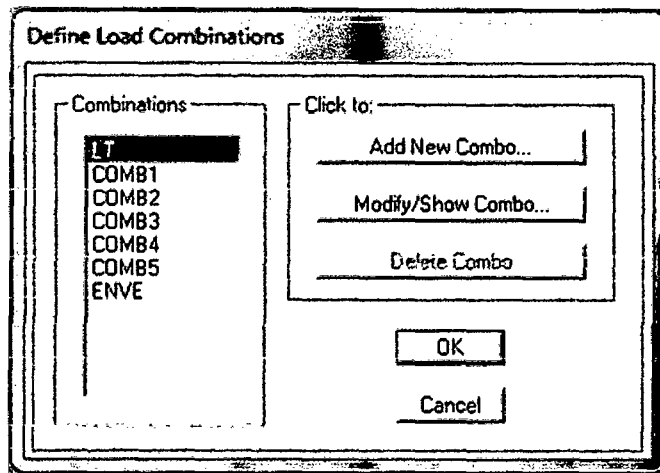 Define Load Combinations
Combinations
LT
COMB1
COMB2
COMB3
COMB4
COMB5
ENVE
Click to:
Add New Combo...
Modify/Show Combo...
Delete Combo
OK
Cancel